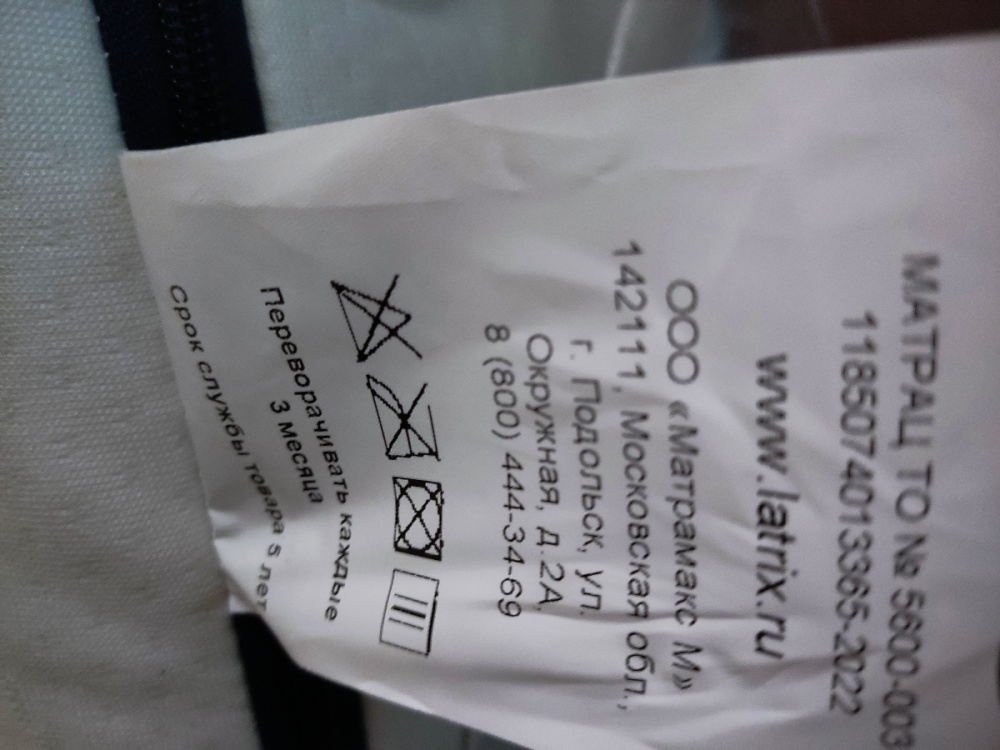 МАТРАЦ ТО № 5600-003
1185074013365-2022
www.latrix.ru
ООО «Матрамакс М»
142111, Московская обл.,
г. Подольск, ул.
Окружная, д.2А.
8 (800) 444-34-69
Переворачивать каждые
3 месяца
Срок службы товара 5 лет